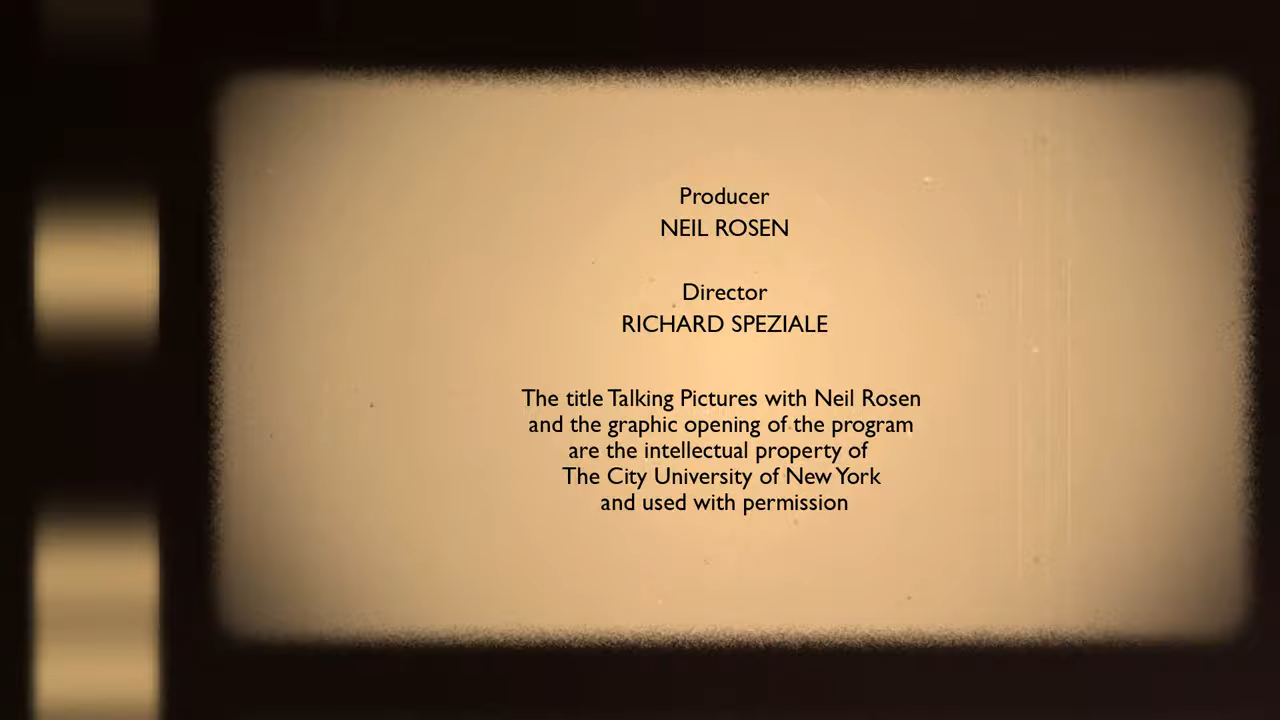 Producer
NEIL ROSEN
Director
RICHARD SPEZIALE
The title Talking Pictures with Neil Rosen
and the graphic opening of the program
are the intellectual property of
The City University of New York
and used with permission